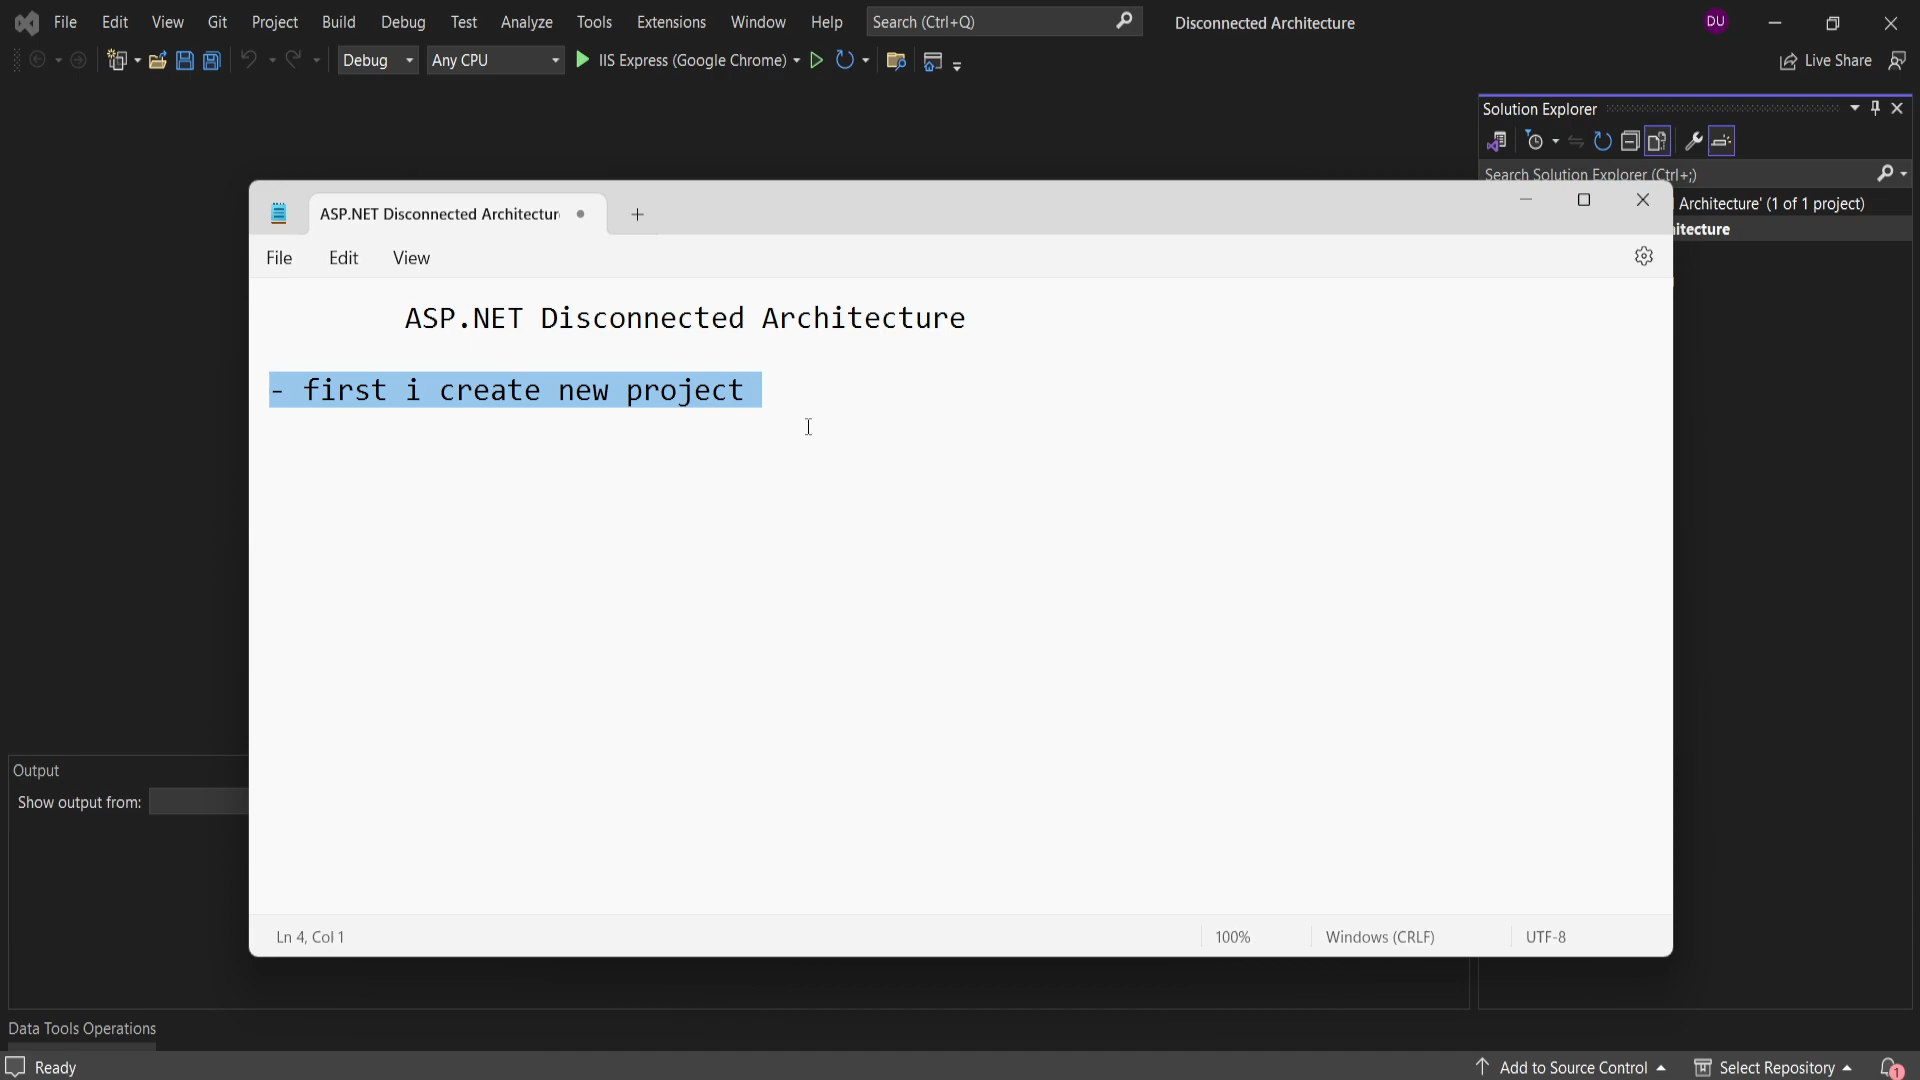 File Edit View Git Project Build Debug Test Analyze Tools Extensions Window Help Search (Ctrl+Q) Disconnected Architecture DU
Debug Any CPU IIS Express (Google Chrome) Live Share
Solution Explorer
Search Solution Explorer (Ctrl+;)
Architecture' (1 of 1 project)
itecture
ASP.NET Disconnected Architectur
File Edit View
ASP.NET Disconnected Architecture
- first i create new project
Ln 4, Col 1 100% Windows (CRLF) UTF-8
Output
Show output from:
Data Tools Operations
Ready Add to Source Control Select Repository 1